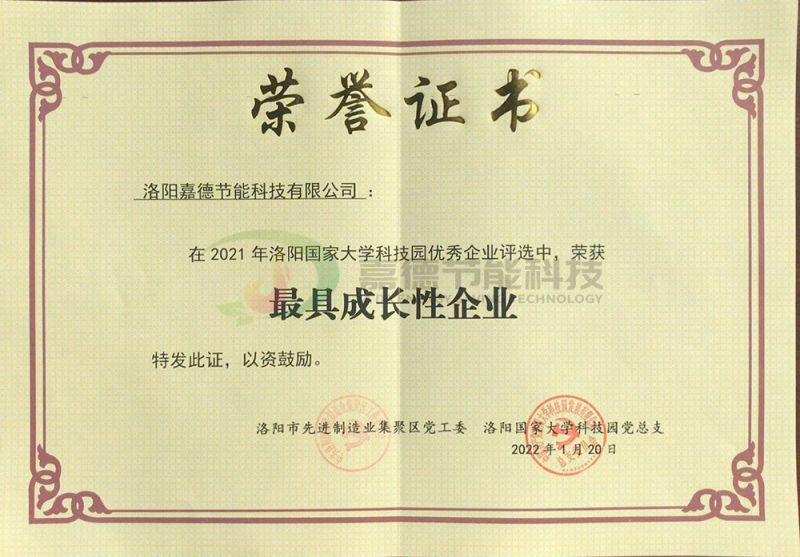 荣誉证书
洛阳嘉德节能科技有限公司：
在2021年洛阳国家大学科技园优秀企业评选中，荣获
嘉德节能科技
TECHNOLOGY
最具成长性企业
特发此证，以资鼓励。
洛阳市先进制造业集聚区党工委 洛阳国家大学科技园党总支
2022年1月20日